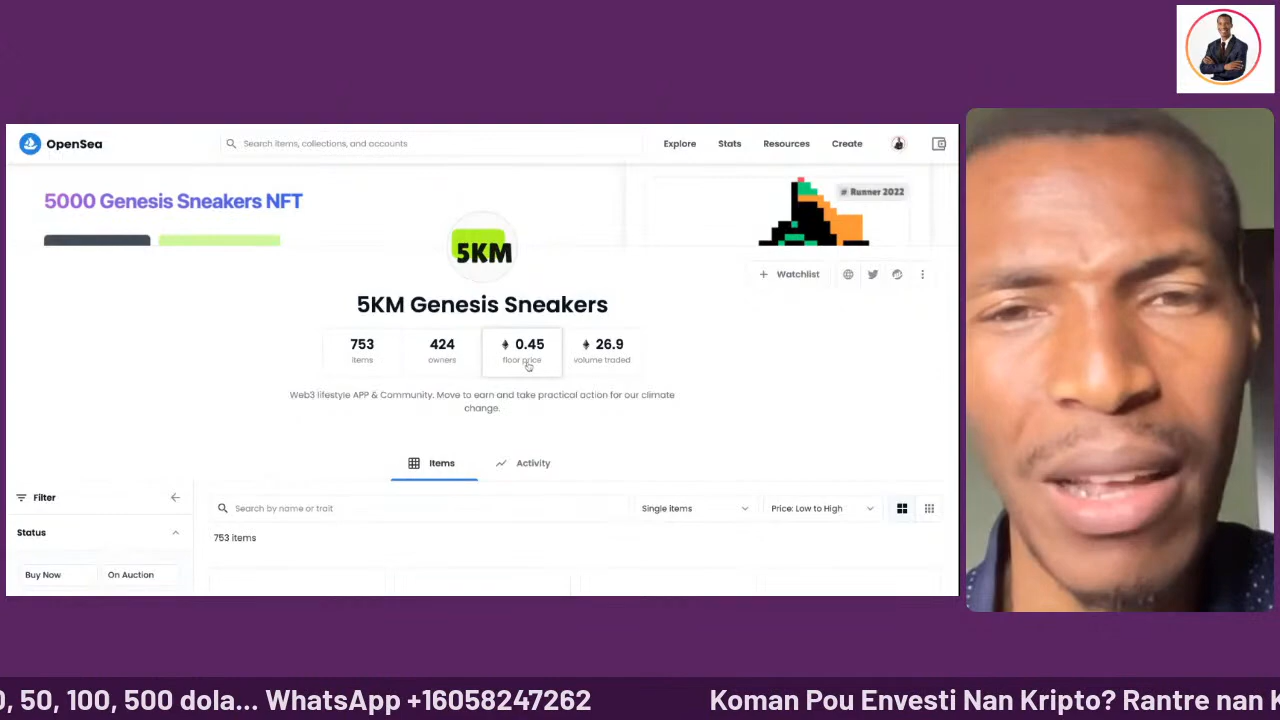 OpenSea
Search items, collections, and accounts
Explore
Stats
Resources
Create
5000 Genesis Sneakers NFT
# Runner 2022
5KM
+ Watchlist
5KM Genesis Sneakers
753
items
424
owners
0.45
floor price
26.9
volume traded
Web3 lifestyle APP & Community. Move to earn and take practical action for our climate
change.
Items
Activity
Filter
Search by name or trait
Single items
Price: Low to High
Status
753 items
Buy Now
On Auction
0, 50, 100, 500 dola... WhatsApp +16058247262
Koman Pou Envesti Nan Kripto? Rantre nan